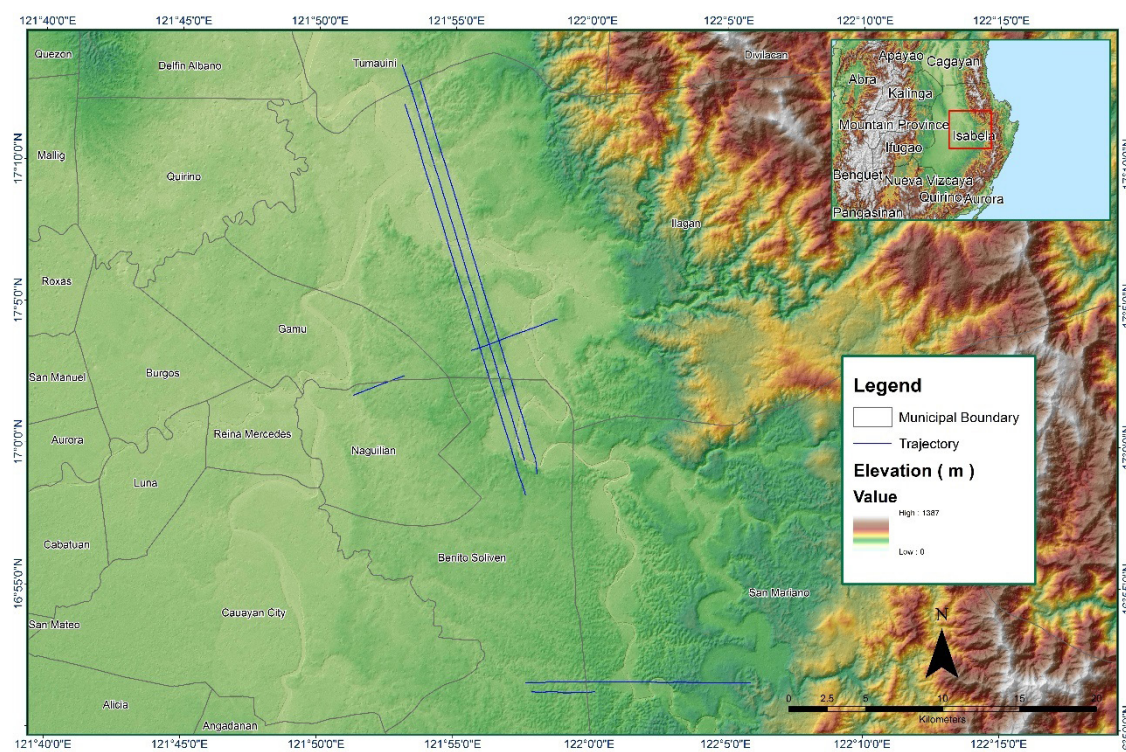 121°40'0"E 121°45'0"E 121°50'0"E 121°55'0"E 122°0'0"E 122°5'0"E 122°10'0"E 122°15'0"E
Quezon
Delfin Albano
Tumauini
Divilacan
Apayao
Cagayan
Abra
Kalinga
Mountain Province
Isabela
Ifugao
Benguet
Nueva Vizcaya
Quirino
Aurora
Pangasinan
17°10'0"N
Mallig
Quirino
Ilagan
17°5'0"N
Roxas
Gamu
San Manuel
Burgos
17°0'0"N
Aurora
Reina Mercedes
Naguilian
Luna
Cabatuan
Benito Soliven
16°55'0"N
San Mariano
Cauayan City
San Mateo
Alicia
Angadanan
Legend
Municipal Boundary
Trajectory
Elevation ( m )
Value
High : 1387
Low : 0
N
0 2.5 5 10 15 20
Kilometers
121°40'0"E 121°45'0"E 121°50'0"E 121°55'0"E 122°0'0"E 122°5'0"E 122°10'0"E 122°15'0"E